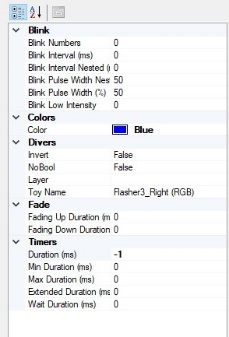 Blink
Blink Numbers 0
Blink Interval (ms) 0
Blink Interval Nested (r 0
Blink Pulse Width Nes 50
Blink Pulse Width (%) 50
Blink Low Intensity 0
Colors
Color Blue
Divers
Invert False
NoBool False
Layer
Toy Name Flasher3_Right (RGB)
Fade
Fading Up Duration (m 0
Fading Down Duration 0
Timers
Duration (ms) -1
Min Duration (ms) 0
Max Duration (ms) 0
Extended Duration (ms 0
Wait Duration (ms) 0